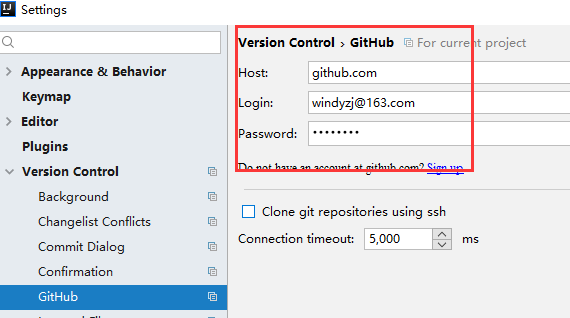 IJ Settings
Version Control › GitHub For current project
Host: github.com
Login: windyzj@163.com
Password: ••••••••
Do not have an account at github.com? Sign up
Clone git repositories using ssh
Connection timeout: 5,000 ms
Appearance & Behavior
Keymap
Editor
Plugins
Version Control
Background
Changelist Conflicts
Commit Dialog
Confirmation
GitHub